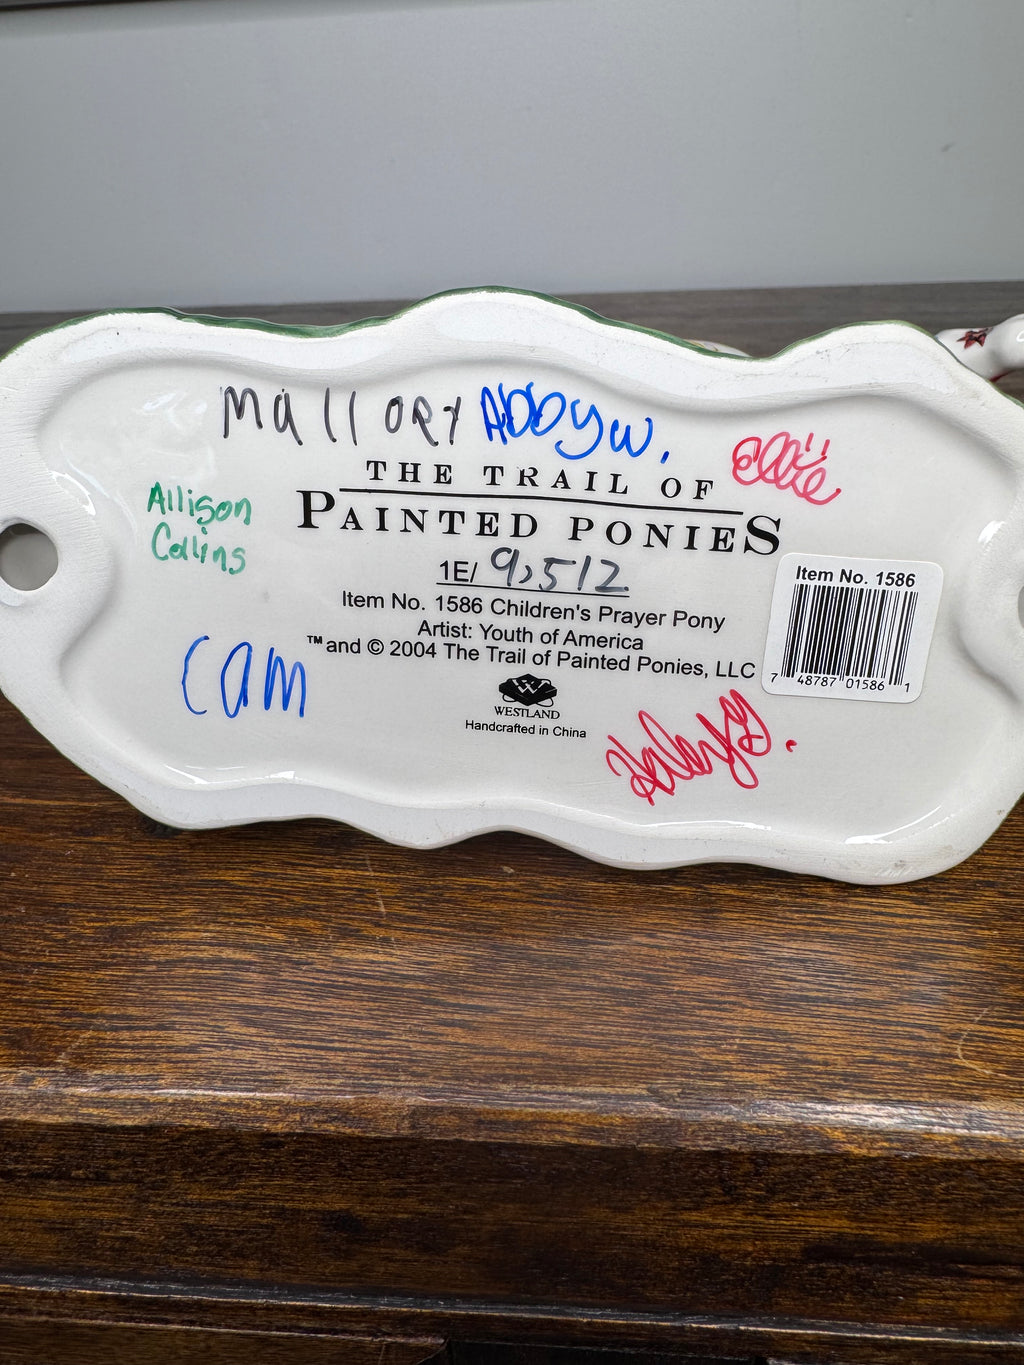 Mallory Abby W.
Ellie
THE TRAIL OF
PAINTED PONIES
Allison
Collins
1E/ 9,512
Item No. 1586 Children's Prayer Pony
Artist: Youth of America
™ and © 2004 The Trail of Painted Ponies, LLC
Item No. 1586
7 48787 01586 1
Cam
WESTLAND
Handcrafted in China
Haley G.